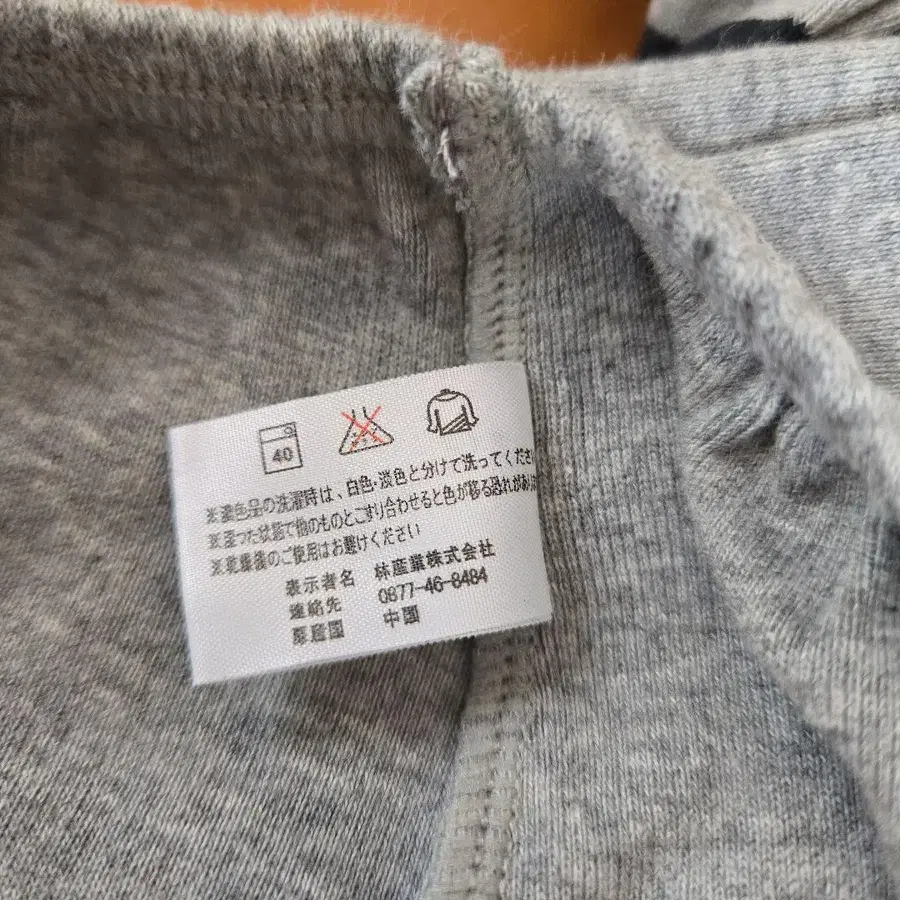 40
※濃色品の洗濯時は、白色・淡色と分けて洗ってくださ
※湿った状態で他のものとこすり合わせると色が移る恐れがあり
※乾燥機のご使用はお避けください
表示者名 林産業株式会社
連絡先 0877-46-8484
原産国 中国